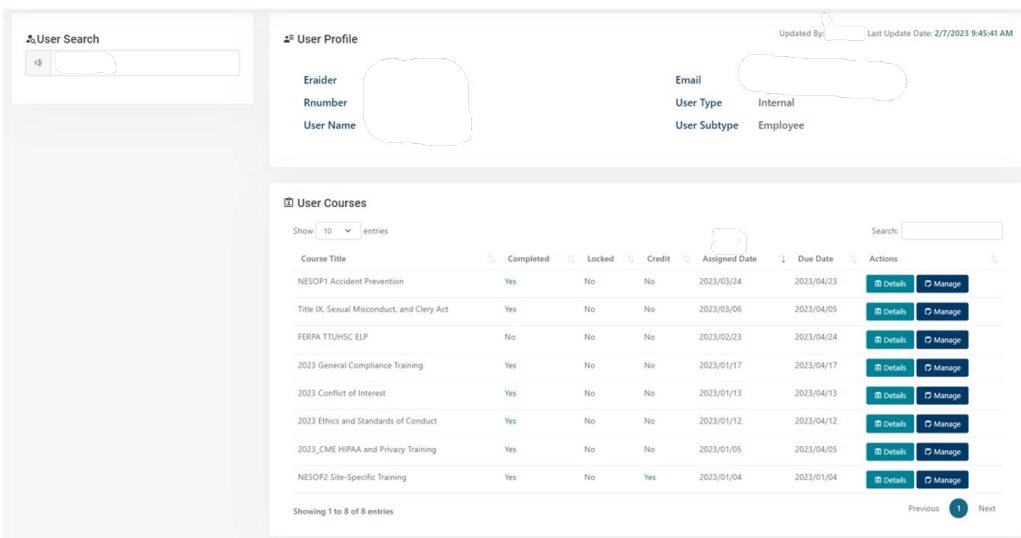 User Search
User Profile
Updated By: Last Update Date: 2/7/2023 9:45:41 AM
Eraider
Email
Rnumber
User Type Internal
User Name
User Subtype Employee
User Courses
Show 10 entries
Search:
Course Title Completed Locked Credit Assigned Date Due Date Actions
NESOP1 Accident Prevention Yes No No 2023/03/24 2023/04/23 Details Manage
Title IX, Sexual Misconduct, and Clery Act Yes No No 2023/03/06 2023/04/05 Details Manage
FERPA TTUHSC ELP No No No 2023/02/23 2023/04/24 Details Manage
2023 General Compliance Training Yes No No 2023/01/17 2023/04/17 Details Manage
2023 Conflict of Interest Yes No No 2023/01/13 2023/04/13 Details Manage
2023 Ethics and Standards of Conduct Yes No No 2023/01/12 2023/04/12 Details Manage
2023_CME HIPAA and Privacy Training Yes No No 2023/01/05 2023/04/05 Details Manage
NESOP2 Site-Specific Training Yes No Yes 2023/01/04 2023/01/04 Details Manage
Showing 1 to 8 of 8 entries
Previous 1 Next